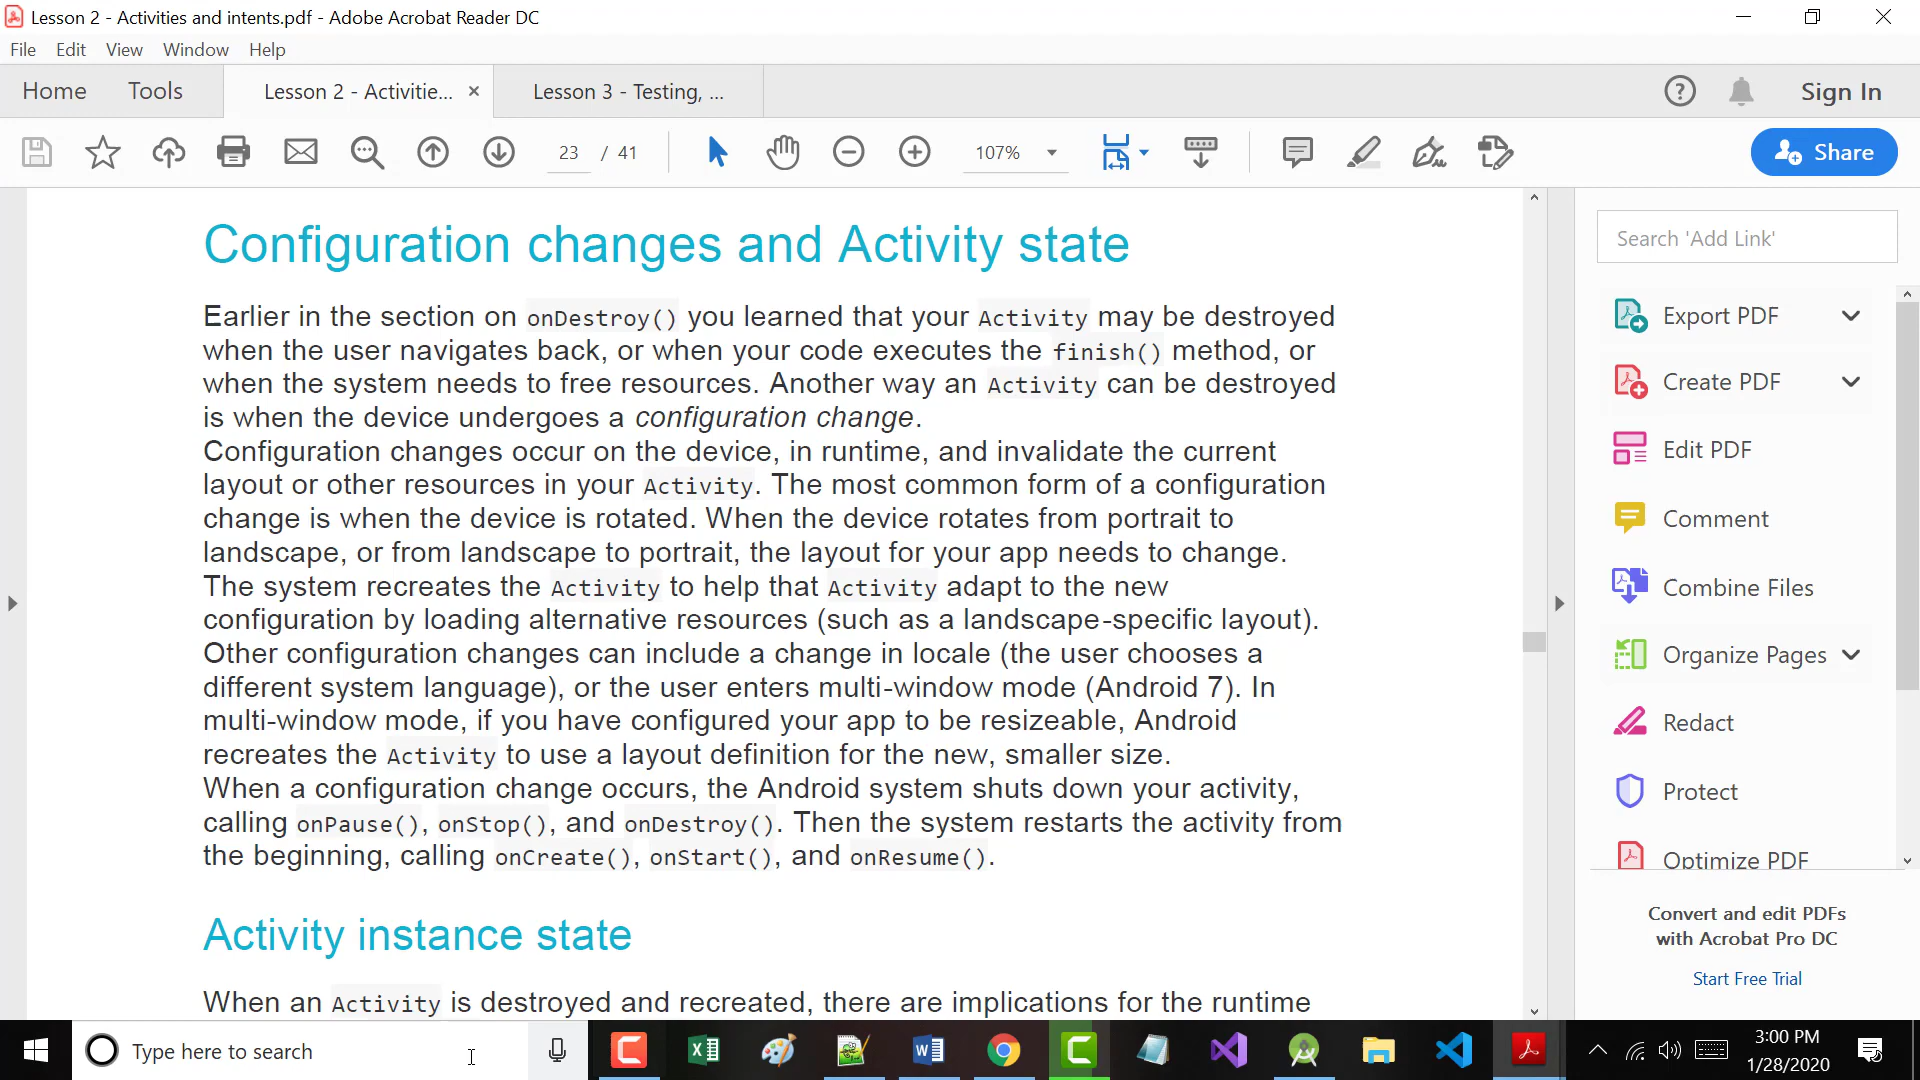 Lesson 2 - Activities and intents.pdf - Adobe Acrobat Reader DC
File Edit View Window Help
Home Tools Lesson 2 - Activitie... × Lesson 3 - Testing, ... Sign In
23 / 41 107% Share
Configuration changes and Activity state
Earlier in the section on onDestroy() you learned that your Activity may be destroyed
when the user navigates back, or when your code executes the finish() method, or
when the system needs to free resources. Another way an Activity can be destroyed
is when the device undergoes a configuration change.
Configuration changes occur on the device, in runtime, and invalidate the current
layout or other resources in your Activity. The most common form of a configuration
change is when the device is rotated. When the device rotates from portrait to
landscape, or from landscape to portrait, the layout for your app needs to change.
The system recreates the Activity to help that Activity adapt to the new
configuration by loading alternative resources (such as a landscape-specific layout).
Other configuration changes can include a change in locale (the user chooses a
different system language), or the user enters multi-window mode (Android 7). In
multi-window mode, if you have configured your app to be resizeable, Android
recreates the Activity to use a layout definition for the new, smaller size.
When a configuration change occurs, the Android system shuts down your activity,
calling onPause(), onStop(), and onDestroy(). Then the system restarts the activity from
the beginning, calling onCreate(), onStart(), and onResume().
Activity instance state
When an Activity is destroyed and recreated, there are implications for the runtime
Search 'Add Link'
Export PDF
Create PDF
Edit PDF
Comment
Combine Files
Organize Pages
Redact
Protect
Optimize PDF
Convert and edit PDFs
with Acrobat Pro DC
Start Free Trial
Type here to search
3:00 PM
1/28/2020